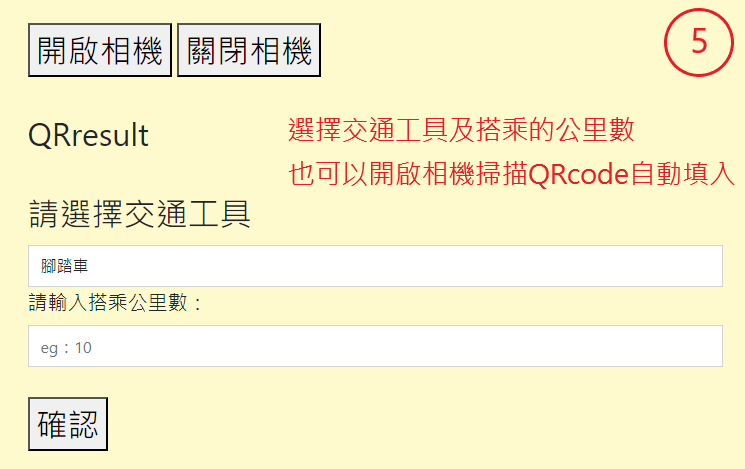 開啟相機 關閉相機
5
QRresult
選擇交通工具及搭乘的公里數
也可以開啟相機掃描QRcode自動填入
請選擇交通工具
腳踏車
請輸入搭乘公里數：
eg：10
確認